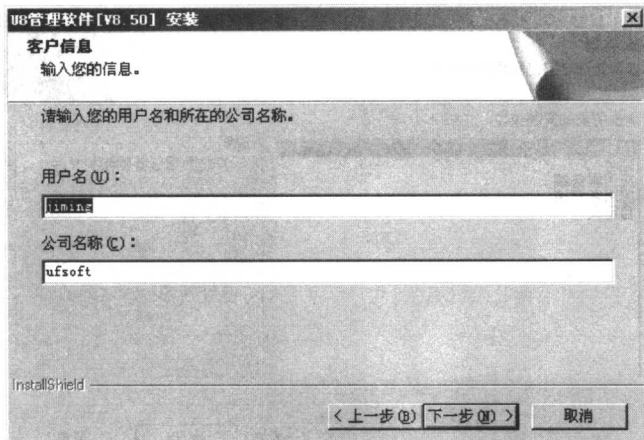 U8管理软件[V8.50] 安装
客户信息
输入您的信息。
请输入您的用户名和所在的公司名称。
用户名(U)：
jiming
公司名称(C)：
ufsoft
InstallShield
< 上一步(B) 下一步(N) > 取消